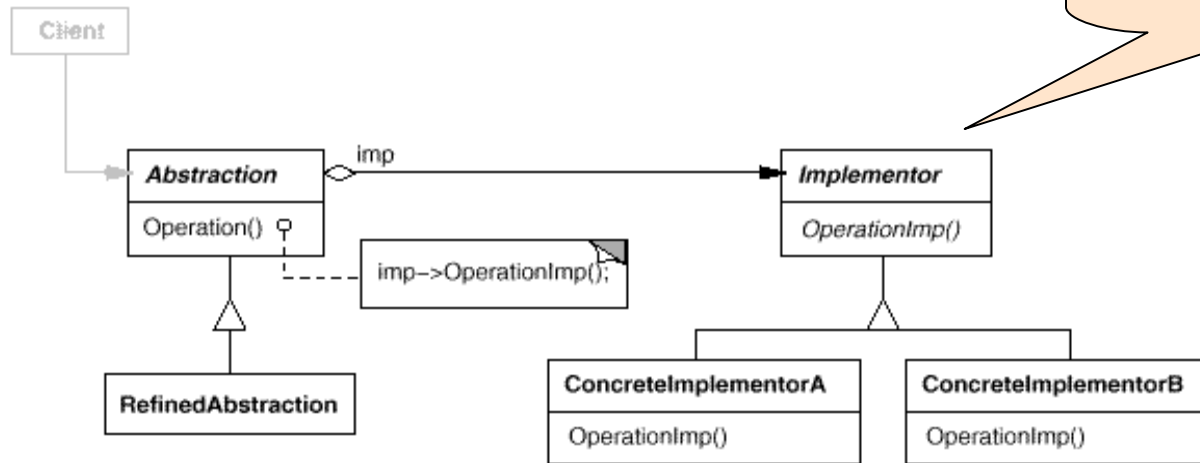 Client
imp
Abstraction
Implementor
Operation()
OperationImp()
imp–>OperationImp();
RefinedAbstraction
ConcreteImplementorA
ConcreteImplementorB
OperationImp()
OperationImp()